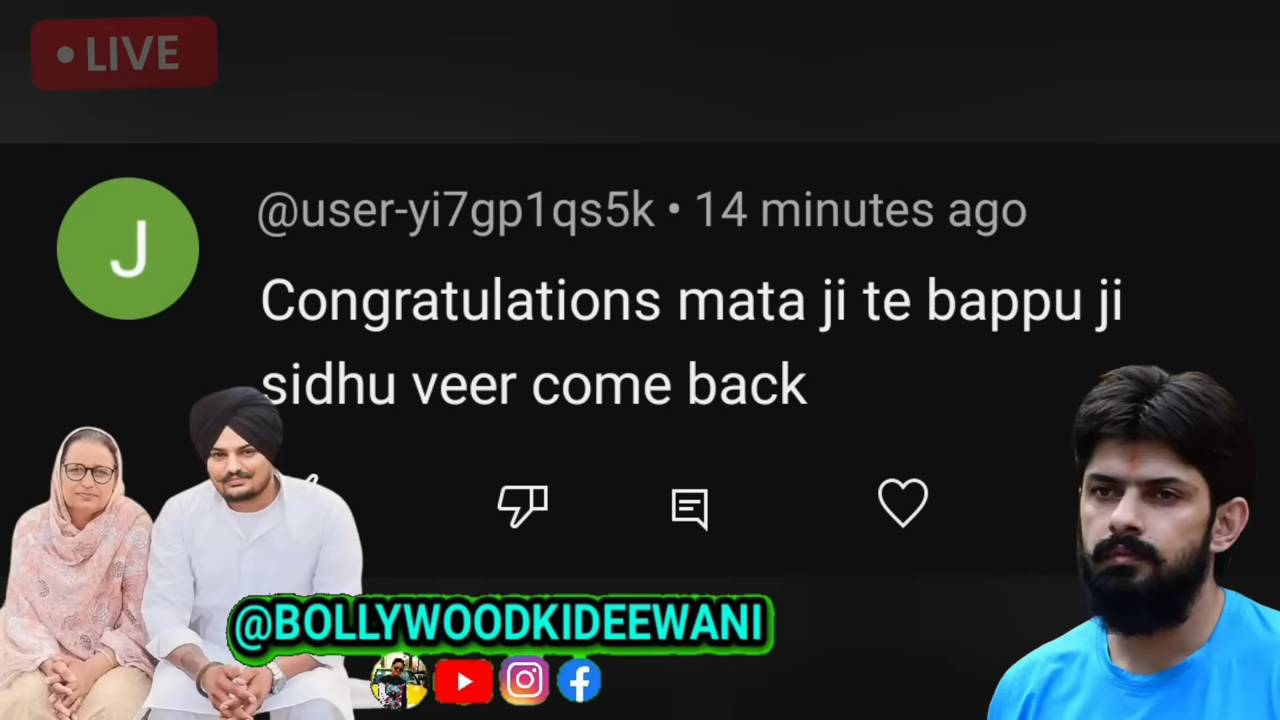 • LIVE
J
@user-yi7gp1qs5k • 14 minutes ago
Congratulations mata ji te bappu ji
sidhu veer come back
@BOLLYWOODKIDEEWANI